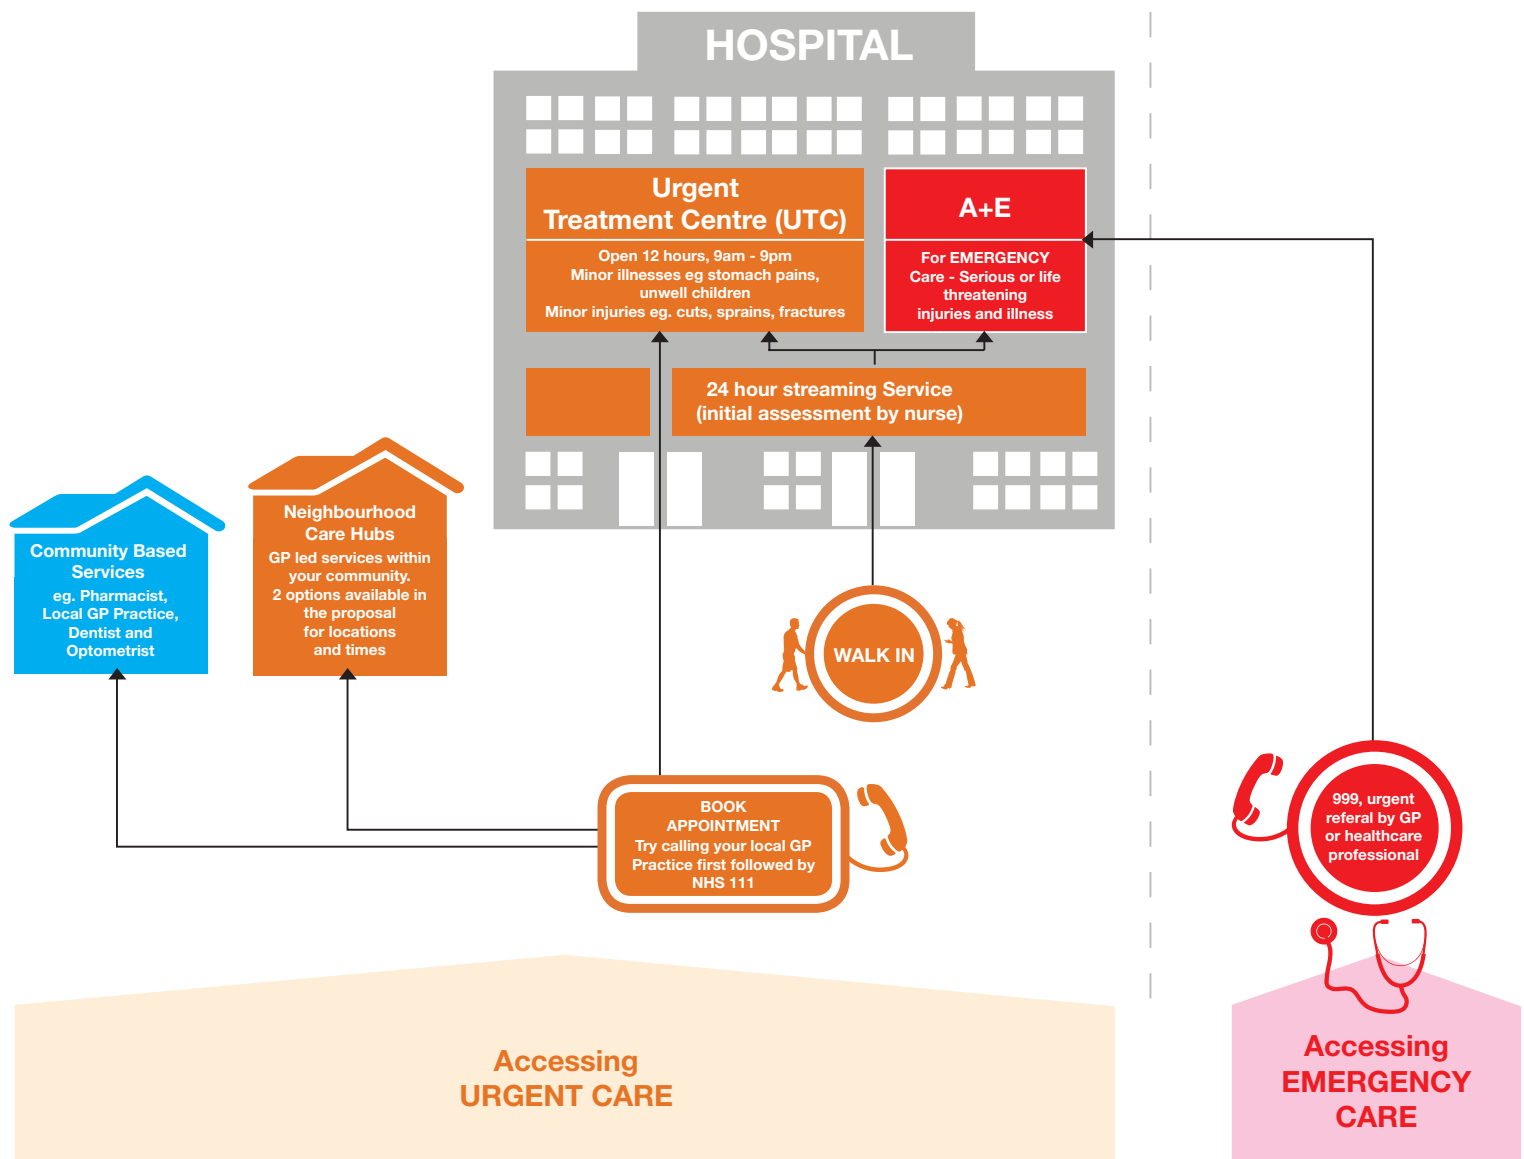 HOSPITAL
Urgent
Treatment Centre (UTC)
Open 12 hours, 9am - 9pm
Minor illnesses eg stomach pains,
unwell children
Minor injuries eg. cuts, sprains, fractures
A+E
For EMERGENCY
Care - Serious or life
threatening
injuries and illness
24 hour streaming Service
(initial assessment by nurse)
Community Based
Services
eg. Pharmacist,
Local GP Practice,
Dentist and
Optometrist
Neighbourhood
Care Hubs
GP led services within
your community.
2 options available in
the proposal
for locations
and times
WALK IN
BOOK
APPOINTMENT
Try calling your local GP
Practice first followed by
NHS 111
999, urgent
referal by GP
or healthcare
professional
Accessing
URGENT CARE
Accessing
EMERGENCY
CARE